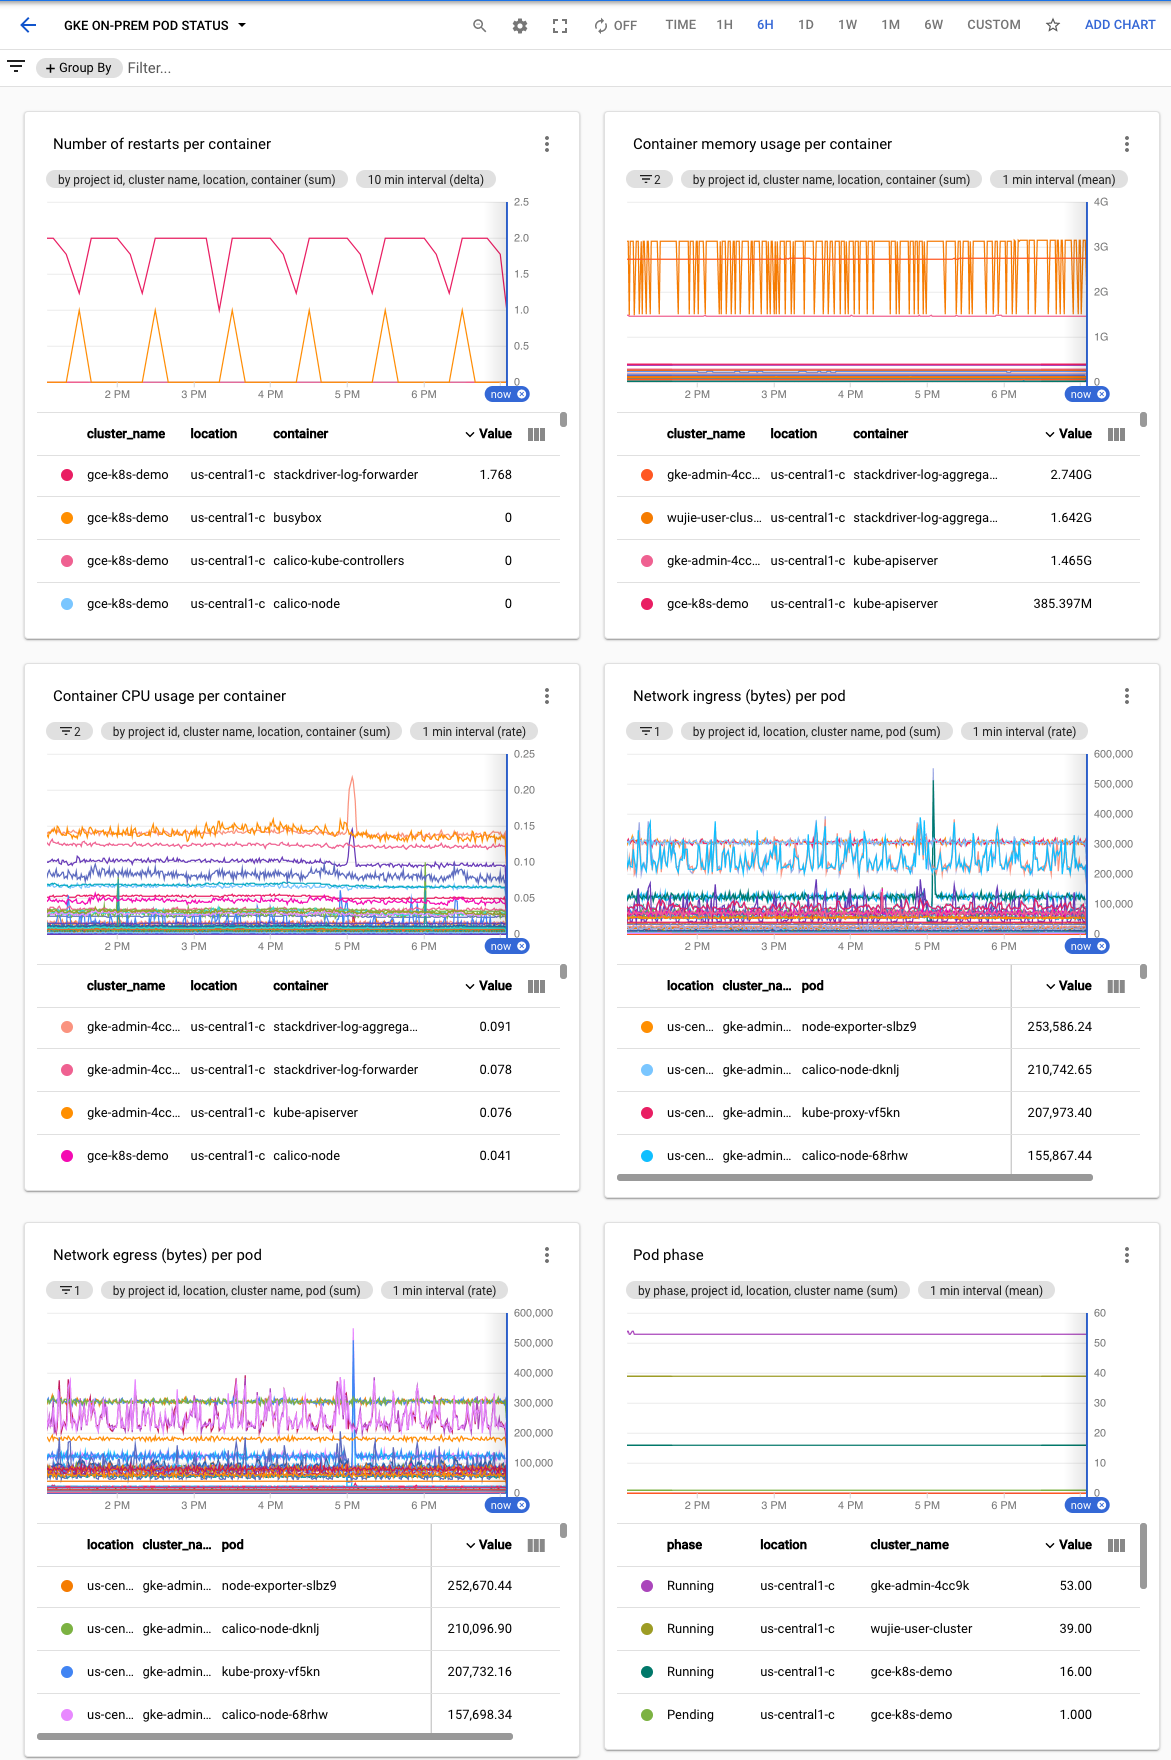 GKE ON-PREM POD STATUS
OFF TIME 1H 6H 1D 1W 1M 6W CUSTOM ADD CHART
+ Group By Filter...
Number of restarts per container
by project id, cluster name, location, container (sum) 10 min interval (delta)
2.5
2.0
1.5
1.0
0.5
0
2 PM 3 PM 4 PM 5 PM 6 PM now
cluster_name location container Value
gce-k8s-demo us-central1-c stackdriver-log-forwarder 1.768
gce-k8s-demo us-central1-c busybox 0
gce-k8s-demo us-central1-c calico-kube-controllers 0
gce-k8s-demo us-central1-c calico-node 0
Container memory usage per container
2 by project id, cluster name, location, container (sum) 1 min interval (mean)
4G
3G
2G
1G
0
2 PM 3 PM 4 PM 5 PM 6 PM now
cluster_name location container Value
gke-admin-4cc... us-central1-c stackdriver-log-aggrega... 2.740G
wujie-user-clus... us-central1-c stackdriver-log-aggrega... 1.642G
gke-admin-4cc... us-central1-c kube-apiserver 1.465G
gce-k8s-demo us-central1-c kube-apiserver 385.397M
Container CPU usage per container
2 by project id, cluster name, location, container (sum) 1 min interval (rate)
0.25
0.20
0.15
0.10
0.05
0
2 PM 3 PM 4 PM 5 PM 6 PM now
cluster_name location container Value
gke-admin-4cc... us-central1-c stackdriver-log-aggrega... 0.091
gke-admin-4cc... us-central1-c stackdriver-log-forwarder 0.078
gke-admin-4cc... us-central1-c kube-apiserver 0.076
gce-k8s-demo us-central1-c calico-node 0.041
Network ingress (bytes) per pod
1 by project id, location, cluster name, pod (sum) 1 min interval (rate)
600,000
500,000
400,000
300,000
200,000
100,000
0
2 PM 3 PM 4 PM 5 PM 6 PM now
location cluster_na... pod Value
us-cen... gke-admin... node-exporter-slbz9 253,586.24
us-cen... gke-admin... calico-node-dknlj 210,742.65
us-cen... gke-admin... kube-proxy-vf5kn 207,973.40
us-cen... gke-admin... calico-node-68rhw 155,867.44
Network egress (bytes) per pod
1 by project id, location, cluster name, pod (sum) 1 min interval (rate)
600,000
500,000
400,000
300,000
200,000
100,000
0
2 PM 3 PM 4 PM 5 PM 6 PM now
location cluster_na... pod Value
us-cen... gke-admin... node-exporter-slbz9 252,670.44
us-cen... gke-admin... calico-node-dknlj 210,096.90
us-cen... gke-admin... kube-proxy-vf5kn 207,732.16
us-cen... gke-admin... calico-node-68rhw 157,698.34
Pod phase
by phase, project id, location, cluster name (sum) 1 min interval (mean)
60
50
40
30
20
10
0
2 PM 3 PM 4 PM 5 PM 6 PM now
phase location cluster_name Value
Running us-central1-c gke-admin-4cc9k 53.00
Running us-central1-c wujie-user-cluster 39.00
Running us-central1-c gce-k8s-demo 16.00
Pending us-central1-c gce-k8s-demo 1.000